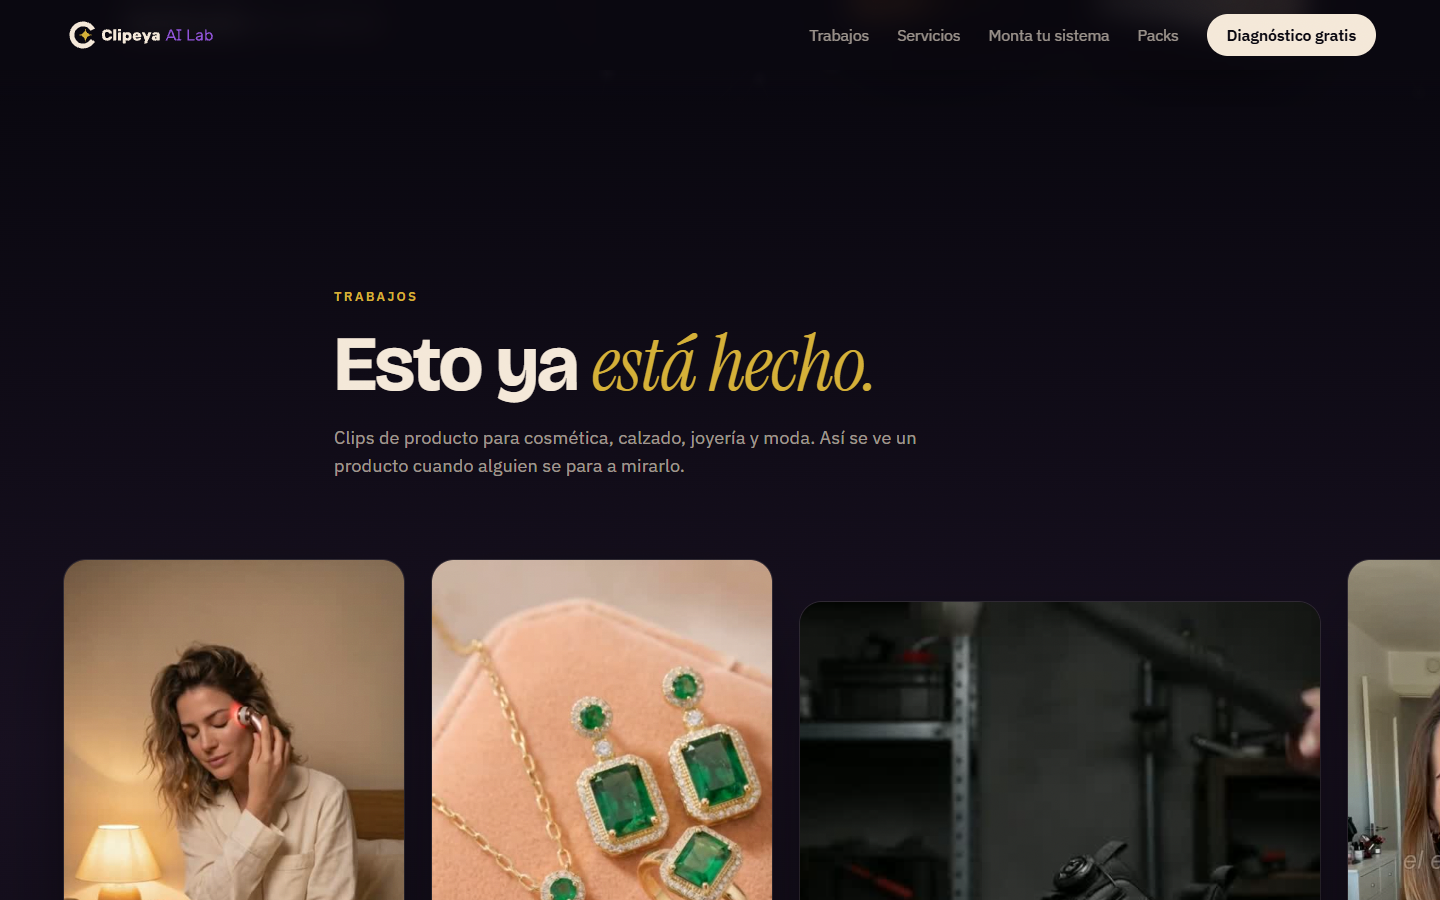 Clipeya AI Lab
Trabajos
Servicios
Monta tu sistema
Packs
Diagnóstico gratis
TRABAJOS
Esto ya está hecho.
Clips de producto para cosmética, calzado, joyería y moda. Así se ve un
producto cuando alguien se para a mirarlo.